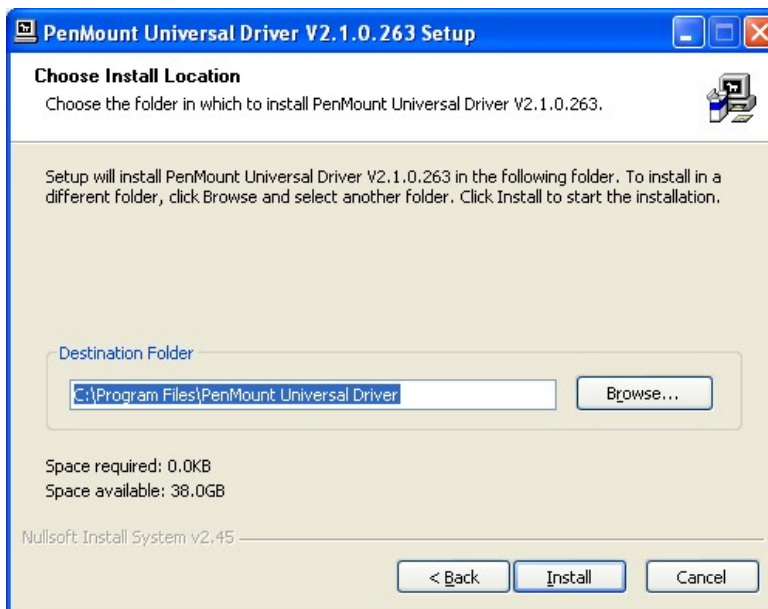 PenMount Universal Driver V2.1.0.263 Setup
Choose Install Location
Choose the folder in which to install PenMount Universal Driver V2.1.0.263.
Setup will install PenMount Universal Driver V2.1.0.263 in the following folder. To install in a
different folder, click Browse and select another folder. Click Install to start the installation.
Destination Folder
C:\Program Files\PenMount Universal Driver
Browse...
Space required: 0.0KB
Space available: 38.0GB
Nullsoft Install System v2.45
< Back
Install
Cancel